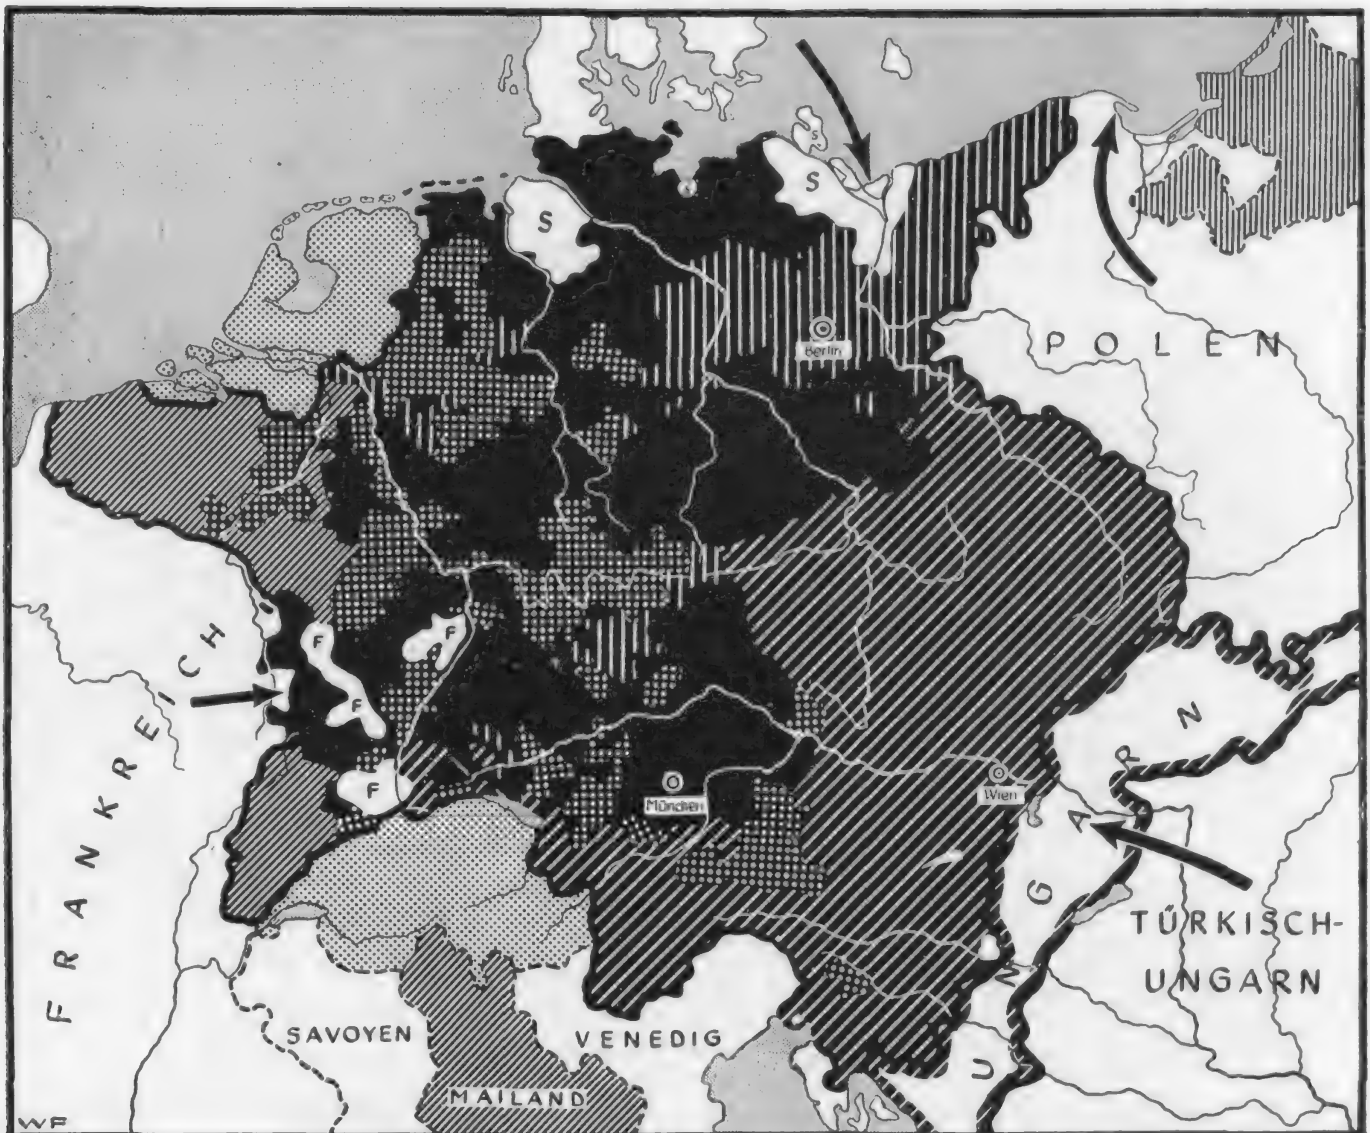 S
S
S
POLEN
Berlin
F
F
F
F
FRANKREICH
München
Wien
UNGARN
TÜRKISCH-
UNGARN
SAVOYEN
VENEDIG
MAILAND
WF